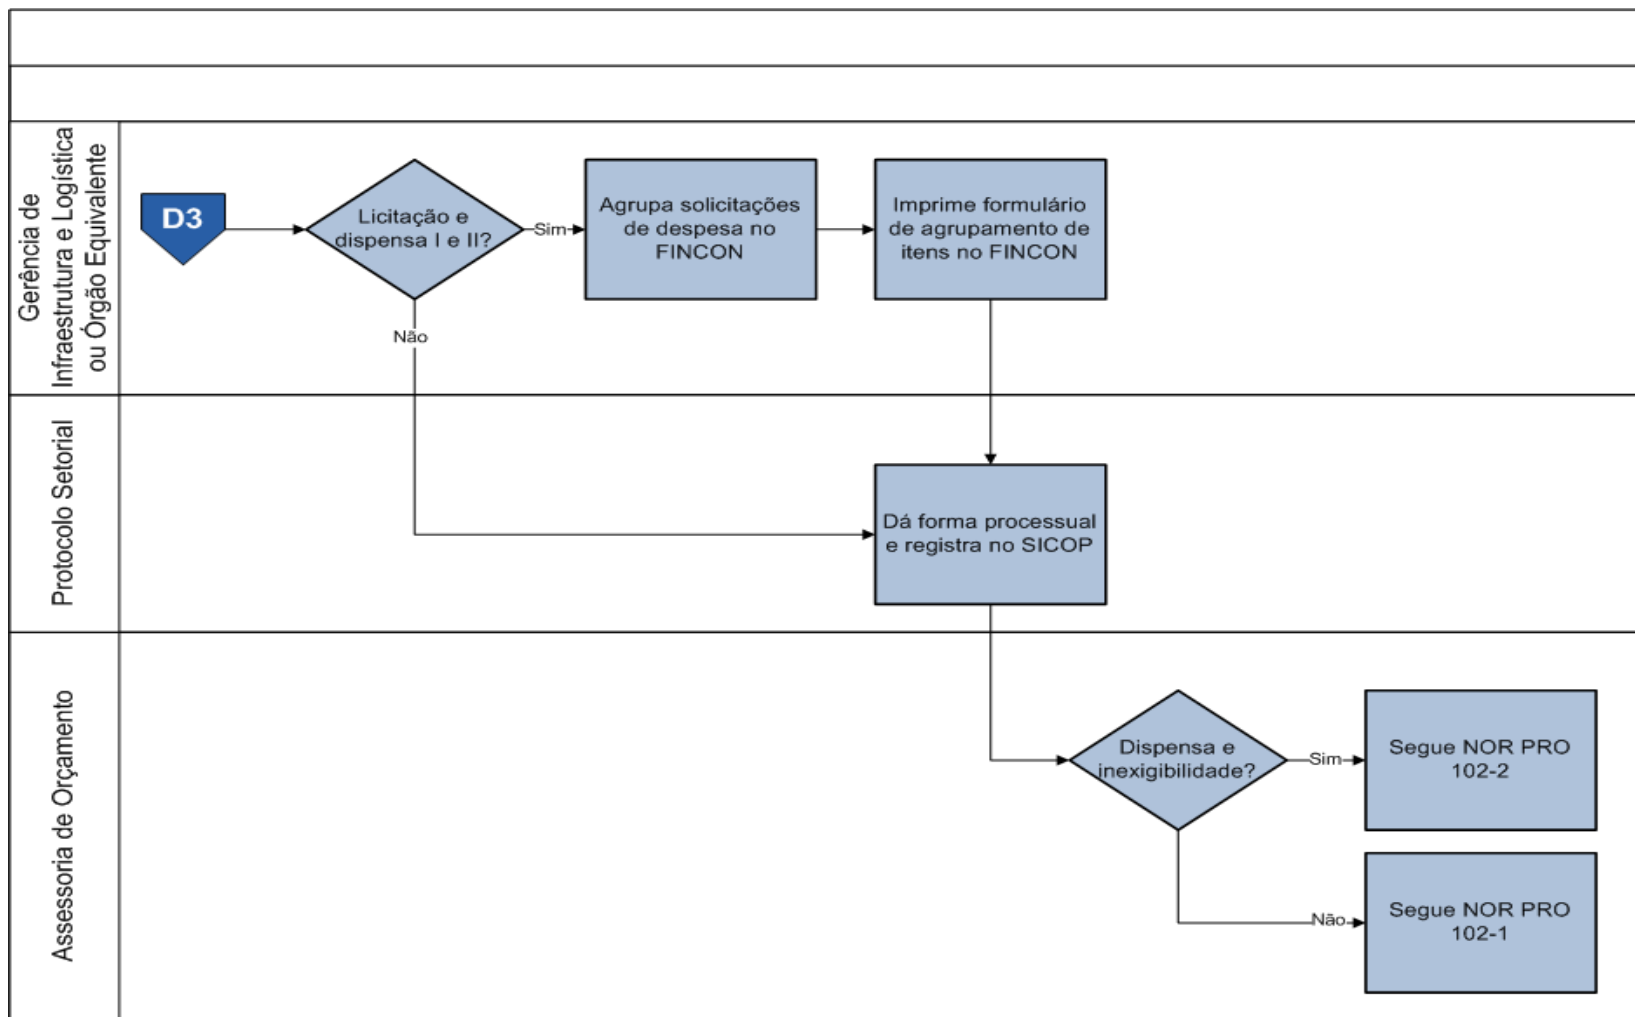 Gerência de
Infraestrutura e Logística
ou Órgão Equivalente
D3
Licitação e
dispensa I e II?
Sim
Agrupa solicitações
de despesa no
FINCON
Imprime formulário
de agrupamento de
itens no FINCON
Não
Protocolo Setorial
Dá forma processual
e registra no SICOP
Assessoria de Orçamento
Dispensa e
inexigibilidade?
Sim
Segue NOR PRO
102-2
Não
Segue NOR PRO
102-1